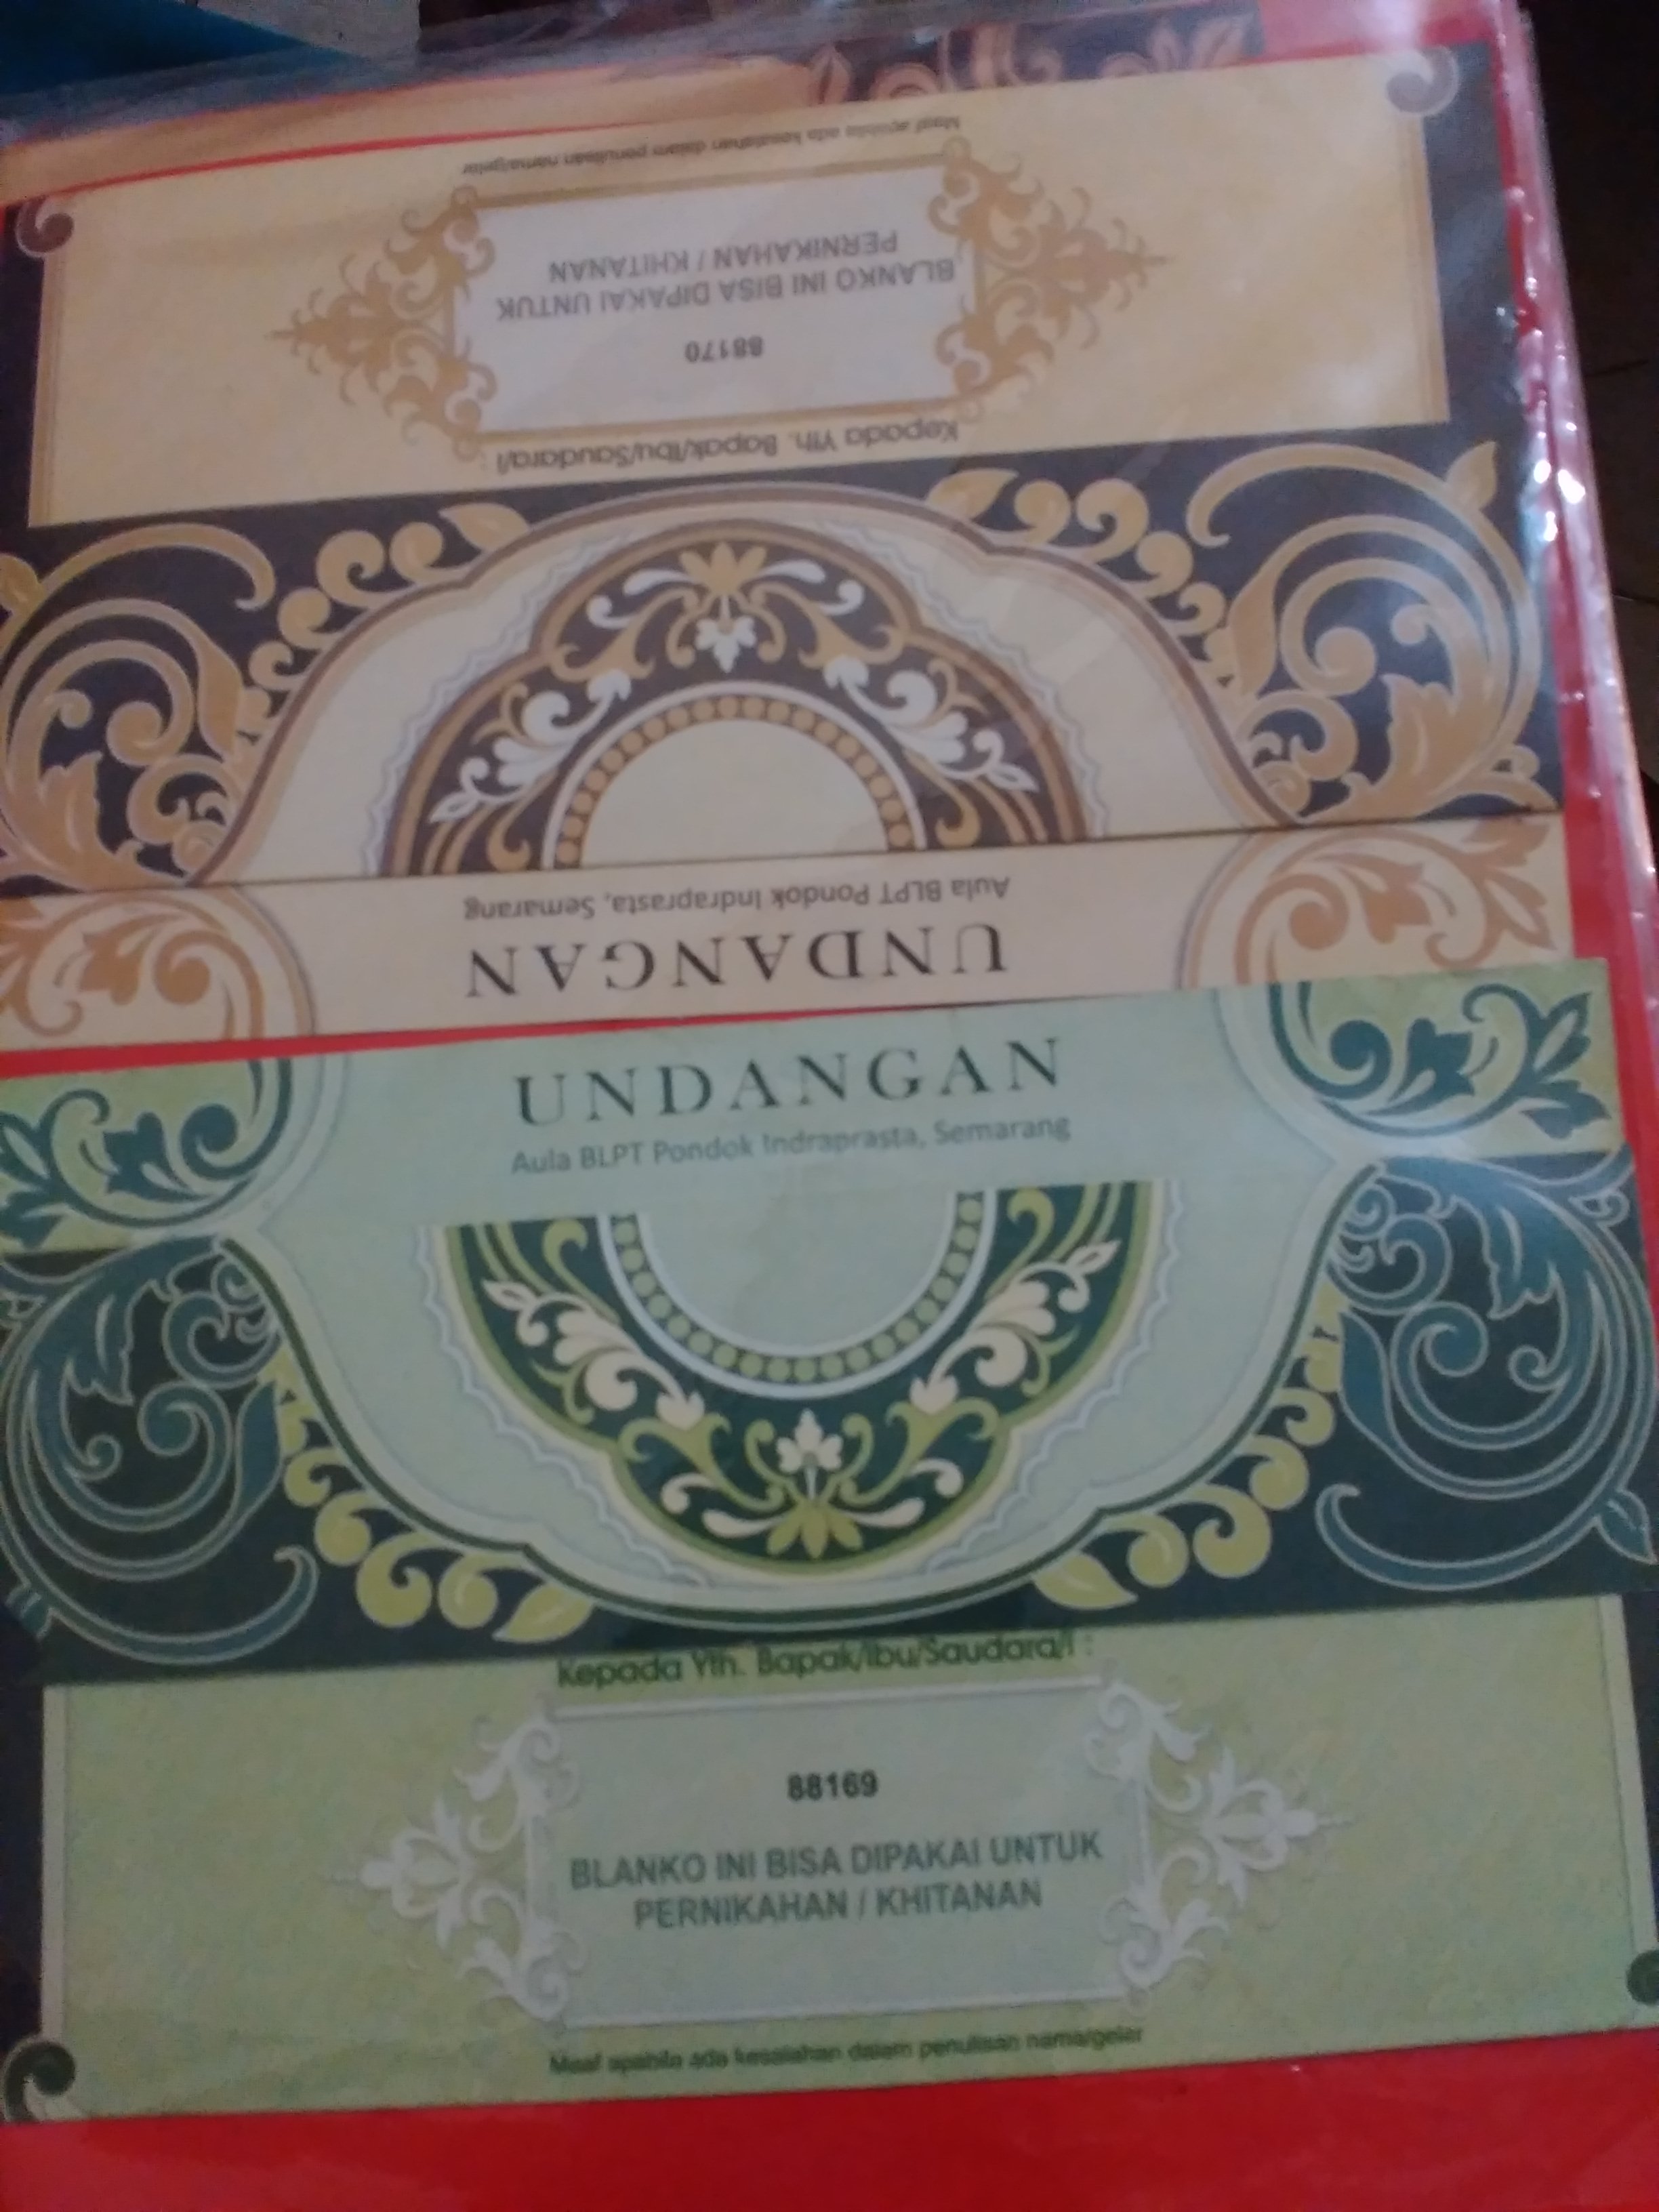 Maaf apabila ada kesalahan dalam penulisan nama/gelar
BLANKO INI BISA DIPAKAI UNTUK
PERNIKAHAN / KHITANAN
88170
Kepada Yth. Bapak/Ibu/Saudara/i :
Aula BLPT Pondok Indraprasta, Semarang
UNDANGAN
UNDANGAN
Aula BLPT Pondok Indraprasta, Semarang
Kepada Yth. Bapak/Ibu/Saudara/i :
88169
BLANKO INI BISA DIPAKAI UNTUK
PERNIKAHAN / KHITANAN
Maaf apabila ada kesalahan dalam penulisan nama/gelar